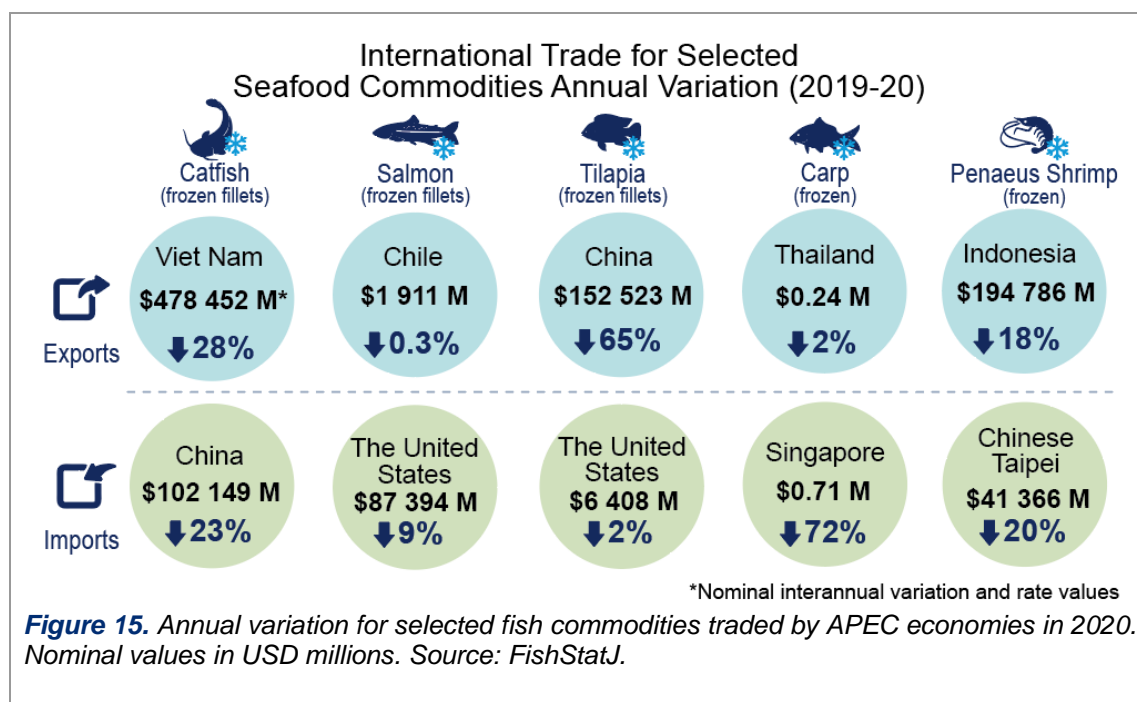 International Trade for Selected
Seafood Commodities Annual Variation (2019-20)
Catfish
(frozen fillets)
Salmon
(frozen fillets)
Tilapia
(frozen fillets)
Carp
(frozen)
Penaeus Shrimp
(frozen)
Exports
Viet Nam
$478 452 M*
28%
Chile
$1 911 M
0.3%
China
$152 523 M
65%
Thailand
$0.24 M
2%
Indonesia
$194 786 M
18%
Imports
China
$102 149 M
23%
The United
States
$87 394 M
9%
The United
States
$6 408 M
2%
Singapore
$0.71 M
72%
Chinese
Taipei
$41 366 M
20%
*Nominal interannual variation and rate values
Figure 15. Annual variation for selected fish commodities traded by APEC economies in 2020.
Nominal values in USD millions. Source: FishStatJ.